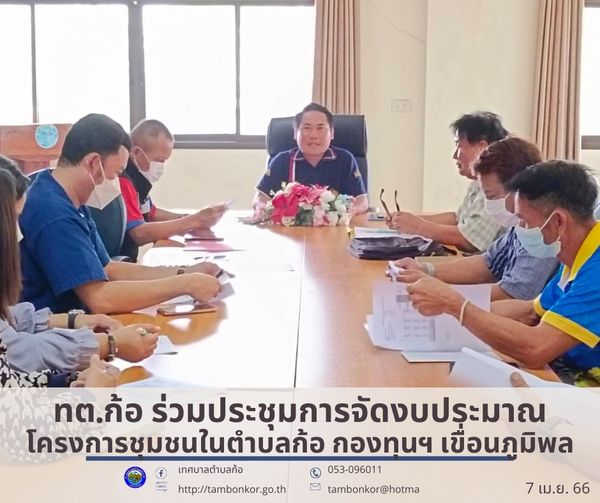 ทต.ก้อ ร่วมประชุมการจัดงบประมาณ
โครงการชุมชนในตำบลก้อ กองทุนฯ เขื่อนภูมิพล
เทศบาลตำบลก้อ
053-096011
http://tambonkor.go.th
tambonkor@hotma
7 เม.ย. 66